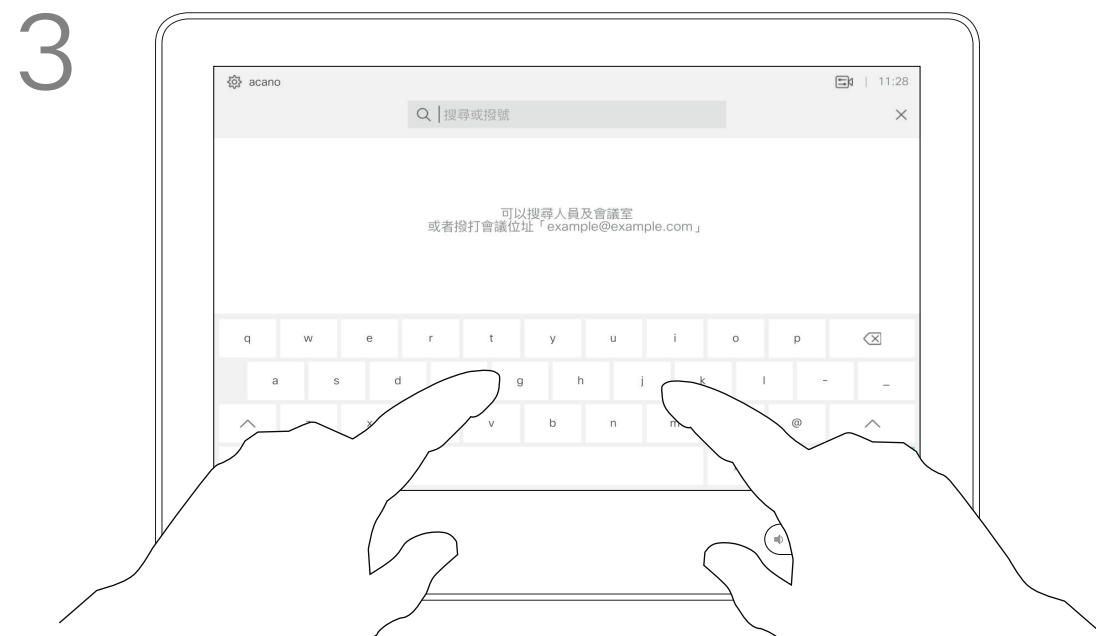 3
acano
11:28
搜尋或撥號
可以搜尋人員及會議室
或者撥打會議位址「example@example.com」
q w e r t y u i o p
a s d g h j k l - _
v b n m @